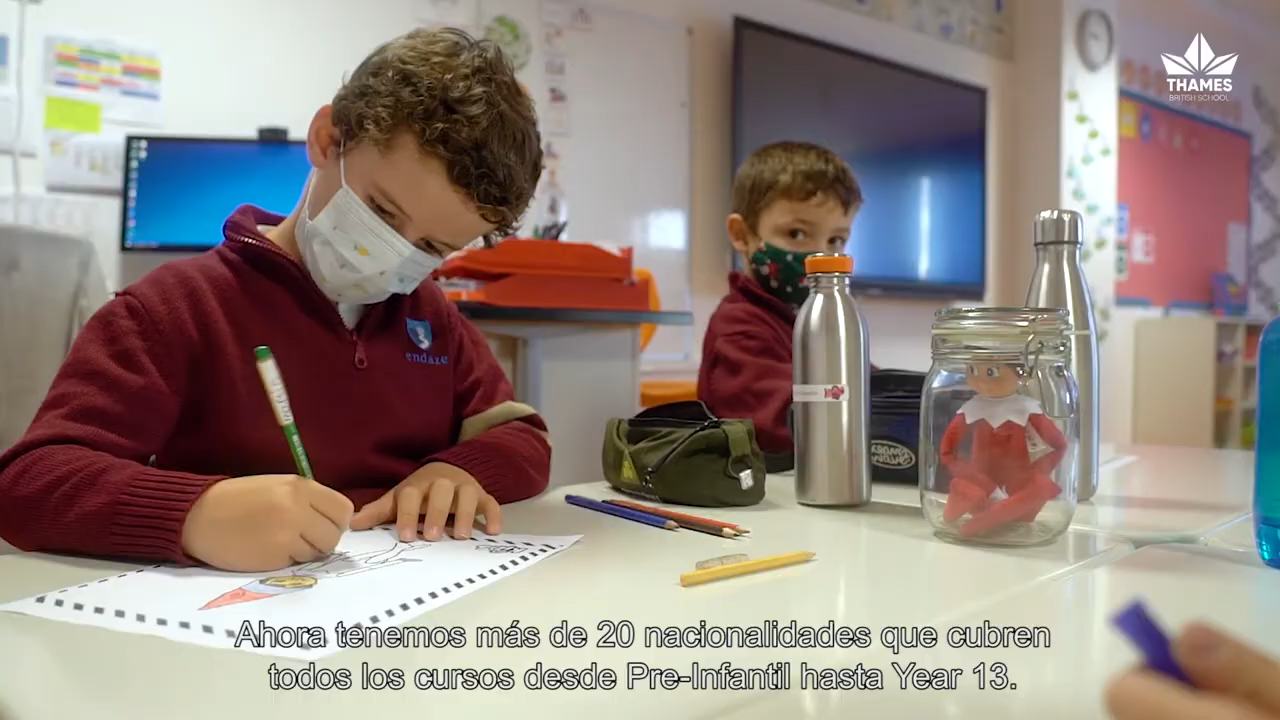 THAMES
BRITISH SCHOOL
endaze
Ahora tenemos más de 20 nacionalidades que cubren
todos los cursos desde Pre-Infantil hasta Year 13.